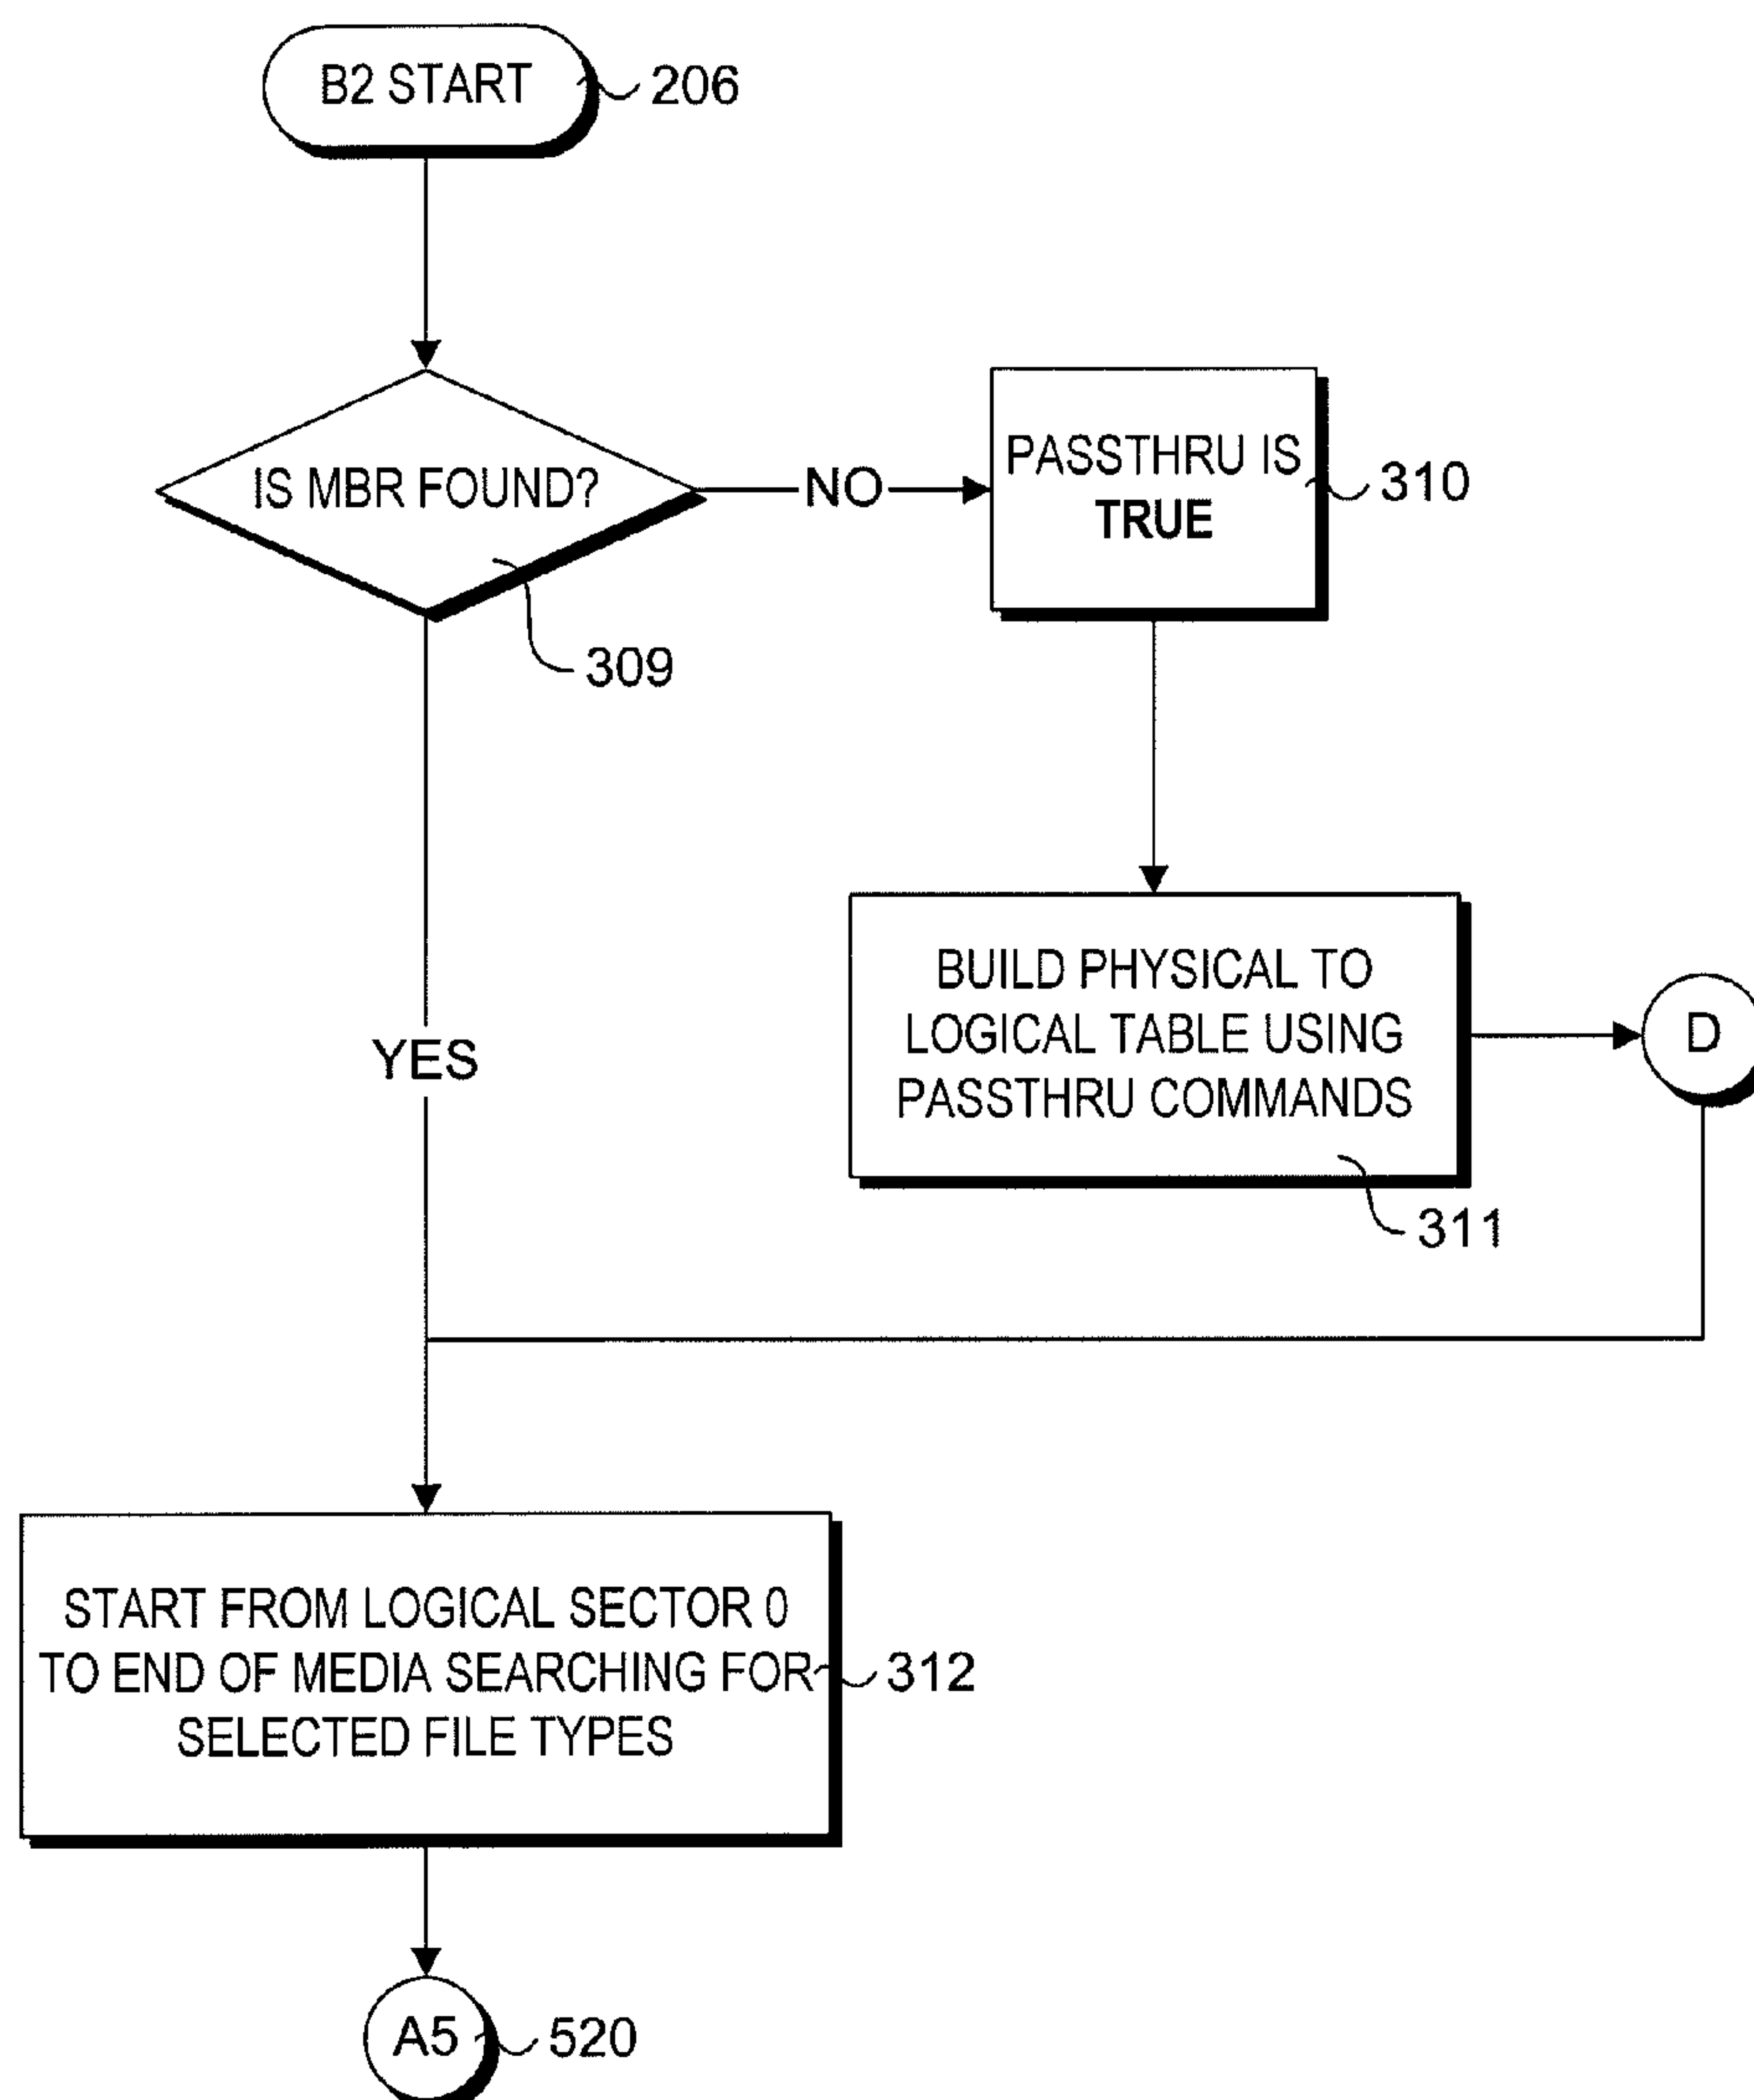 B2 START
206
IS MBR FOUND?
NO
PASSTHRU IS
TRUE
310
309
BUILD PHYSICAL TO
LOGICAL TABLE USING
PASSTHRU COMMANDS
D
YES
311
START FROM LOGICAL SECTOR 0
TO END OF MEDIA SEARCHING FOR
SELECTED FILE TYPES
312
A5
520